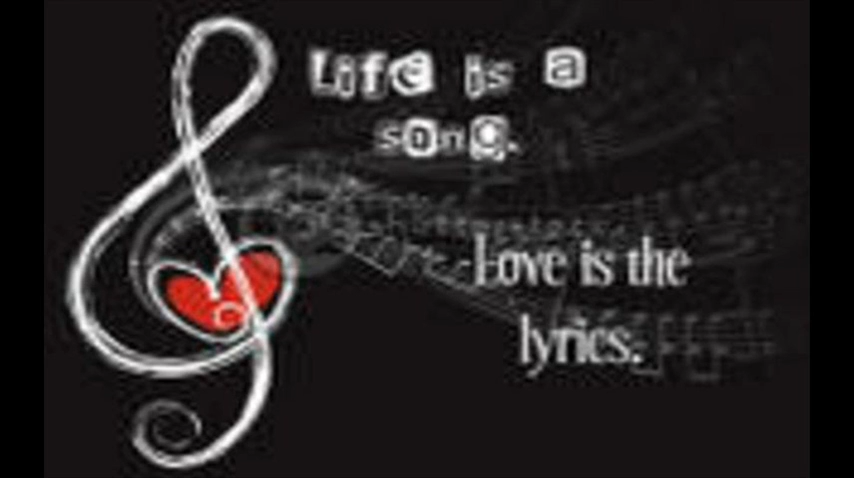 Life is a
song.
Love is the
lyrics.